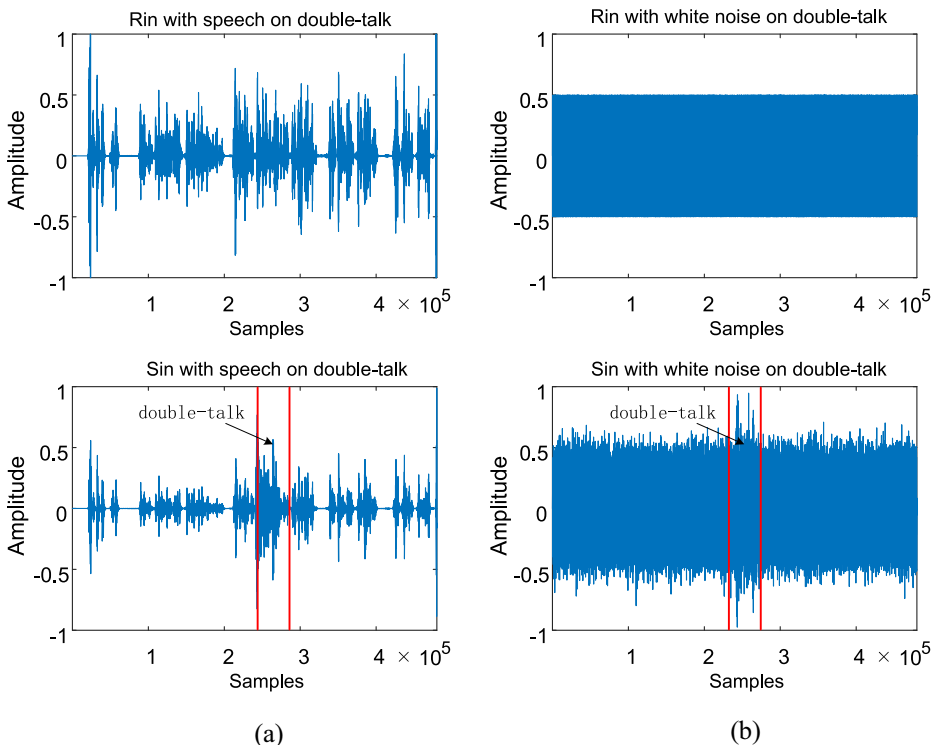 Rin with speech on double-talk
1
0.5
0
-0.5
-1
Amplitude
1 2 3 4 × 10^5
Samples
Rin with white noise on double-talk
1
0.5
0
-0.5
-1
Amplitude
1 2 3 4 × 10^5
Samples
Sin with speech on double-talk
1
0.5
0
-0.5
-1
Amplitude
double-talk
1 2 3 4 × 10^5
Samples
(a)
Sin with white noise on double-talk
1
0.5
0
-0.5
-1
Amplitude
double-talk
1 2 3 4 × 10^5
Samples
(b)